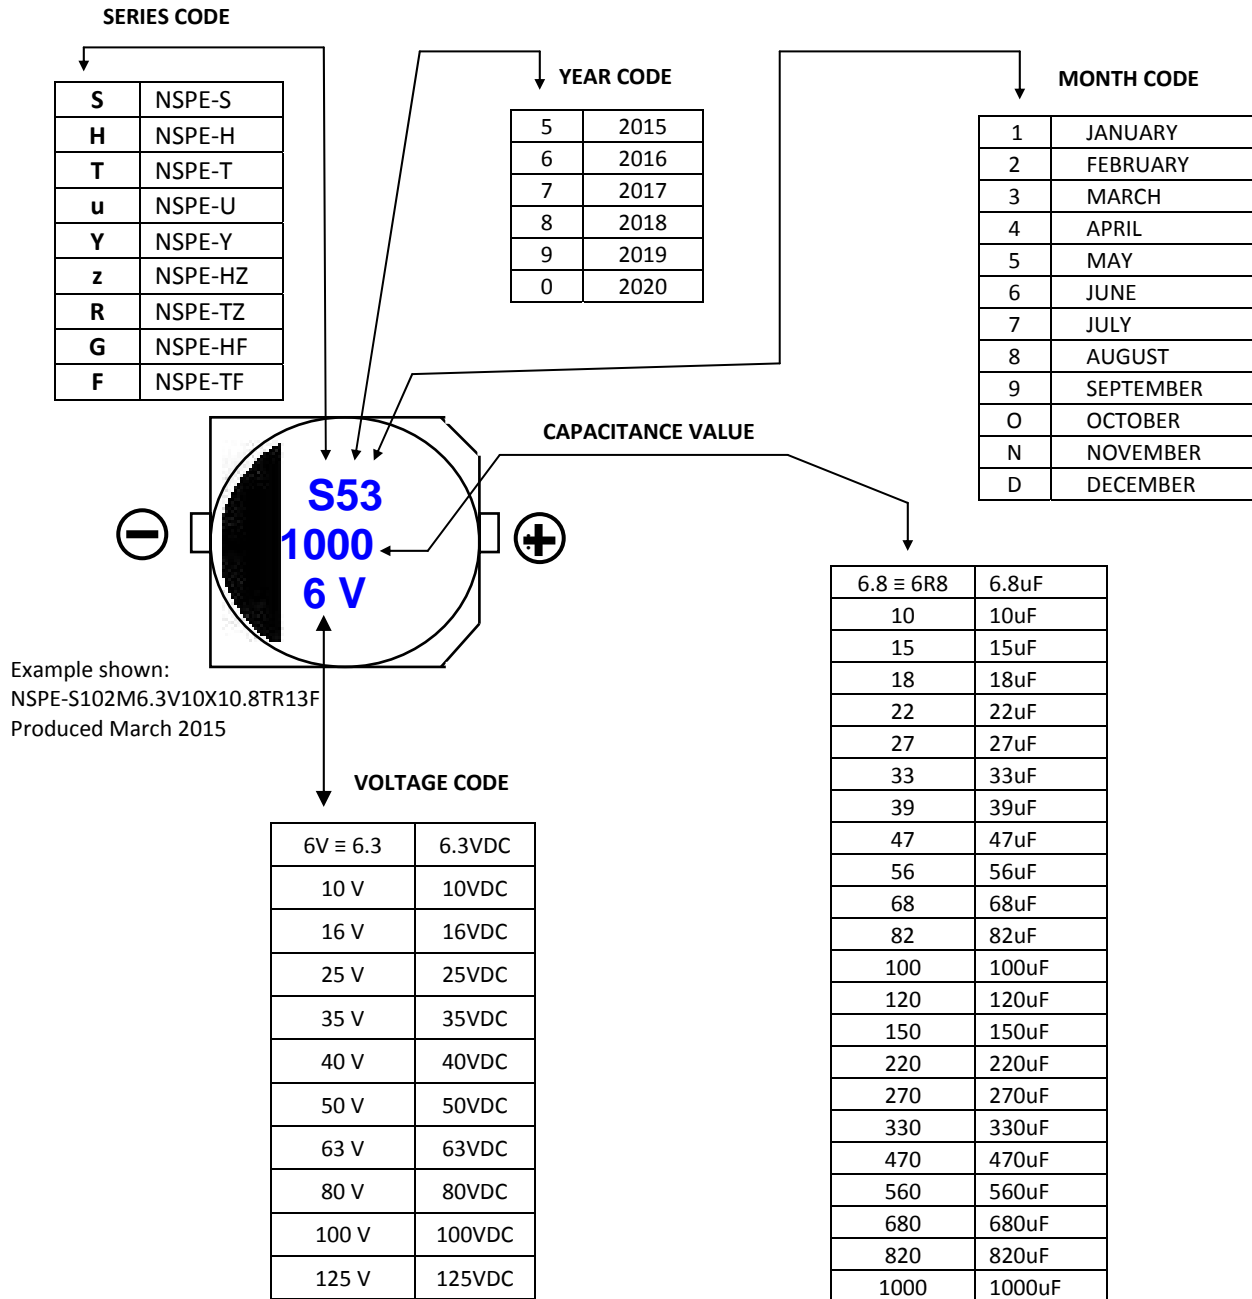 SERIES CODE
S NSPE-S
H NSPE-H
T NSPE-T
u NSPE-U
Y NSPE-Y
z NSPE-HZ
R NSPE-TZ
G NSPE-HF
F NSPE-TF
YEAR CODE
5 2015
6 2016
7 2017
8 2018
9 2019
0 2020
MONTH CODE
1 JANUARY
2 FEBRUARY
3 MARCH
4 APRIL
5 MAY
6 JUNE
7 JULY
8 AUGUST
9 SEPTEMBER
O OCTOBER
N NOVEMBER
D DECEMBER
S53
1000
6 V
Example shown:
NSPE-S102M6.3V10X10.8TR13F
Produced March 2015
CAPACITANCE VALUE
6.8 ≡ 6R8 6.8uF
10 10uF
15 15uF
18 18uF
22 22uF
27 27uF
33 33uF
39 39uF
47 47uF
56 56uF
68 68uF
82 82uF
100 100uF
120 120uF
150 150uF
220 220uF
270 270uF
330 330uF
470 470uF
560 560uF
680 680uF
820 820uF
1000 1000uF
VOLTAGE CODE
6V ≡ 6.3 6.3VDC
10 V 10VDC
16 V 16VDC
25 V 25VDC
35 V 35VDC
40 V 40VDC
50 V 50VDC
63 V 63VDC
80 V 80VDC
100 V 100VDC
125 V 125VDC